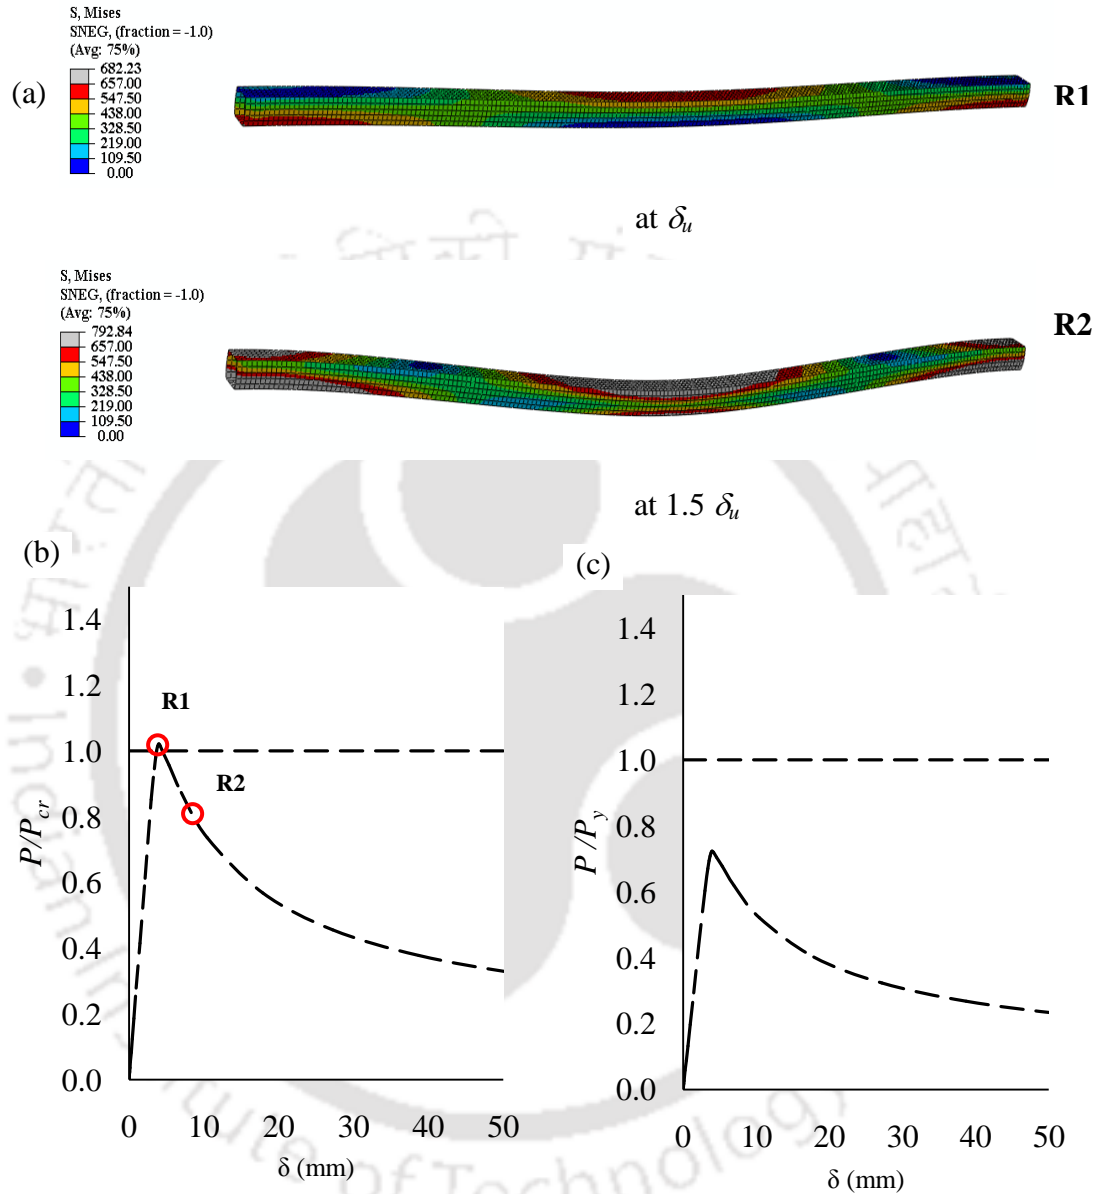 S, Mises
SNEG, (fraction = -1.0)
(Avg: 75%)
682.23
657.00
547.50
438.00
328.50
219.00
109.50
0.00
(a)
R1
at δu
S, Mises
SNEG, (fraction = -1.0)
(Avg: 75%)
792.84
657.00
547.50
438.00
328.50
219.00
109.50
0.00
R2
at 1.5 δu
(b)
1.4
1.2
1.0
0.8
0.6
0.4
0.2
0.0
P/Pcr
R1
R2
0 10 20 30 40 50
δ (mm)
(c)
1.4
1.2
1.0
0.8
0.6
0.4
0.2
0.0
P/Py
0 10 20 30 40 50
δ (mm)